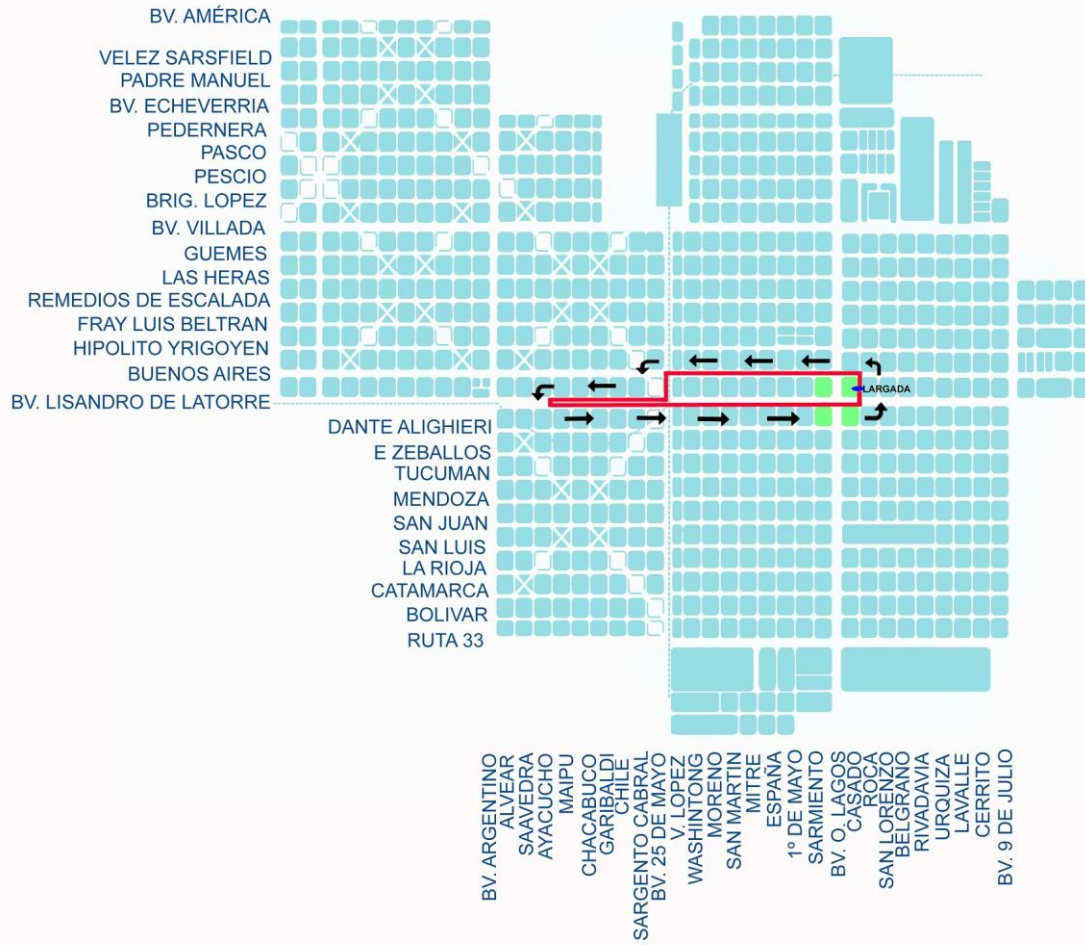 BV. AMÉRICA
VELEZ SARSFIELD
PADRE MANUEL
BV. ECHEVERRIA
PEDERNERA
PASCO
PESCIO
BRIG. LOPEZ
BV. VILLADA
GUEMES
LAS HERAS
REMEDIOS DE ESCALADA
FRAY LUIS BELTRAN
HIPOLITO YRIGOYEN
BUENOS AIRES
LARGADA
BV. LISANDRO DE LATORRE
DANTE ALIGHIERI
E ZEBALLOS
TUCUMAN
MENDOZA
SAN JUAN
SAN LUIS
LA RIOJA
CATAMARCA
BOLIVAR
RUTA 33
BV. ARGENTINO
ALVEAR
SAAVEDRA
AYACUCHO
MAIPU
CHACABUCO
GARIBALDI
CHILE
SARGENTO CABRAL
BV. 25 DE MAYO
V. LOPEZ
WASHINTONG
MORENO
SAN MARTIN
MITRE
ESPAÑA
1º DE MAYO
SARMIENTO
BV. O. LAGOS
CASADO
ROCA
SAN LORENZO
BELGRANO
RIVADAVIA
URQUIZA
LAVALLE
CERRITO
BV. 9 DE JULIO